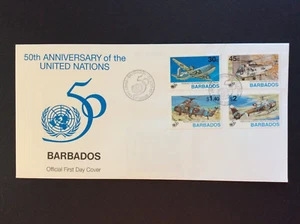 50th ANNIVERSARY of the
UNITED NATIONS
50
BARBADOS
Official First Day Cover
30c
BARBADOS
45c
BARBADOS
$1.40
BARBADOS
$2
BARBADOS